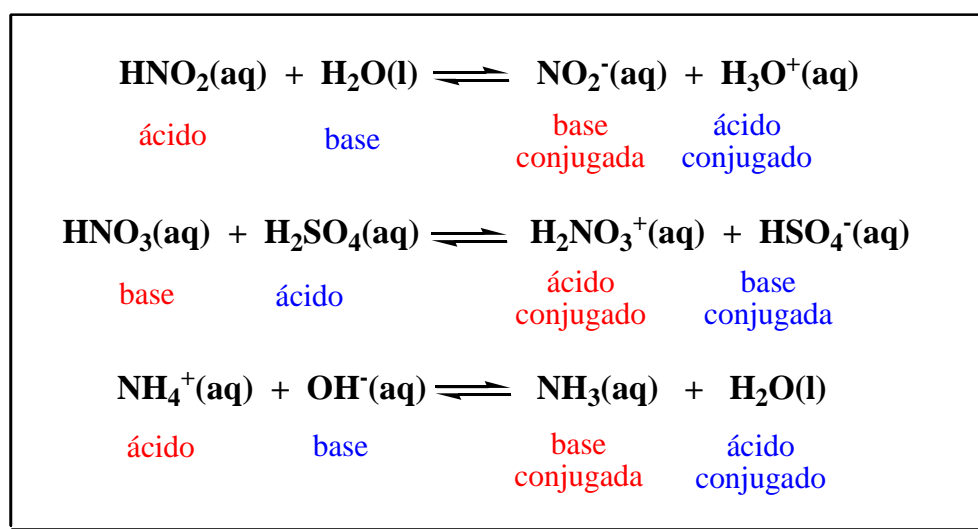 HNO₂(aq) + H₂O(l) ⇌ NO₂⁻(aq) + H₃O⁺(aq)
ácido base base conjugada ácido conjugado
HNO₃(aq) + H₂SO₄(aq) ⇌ H₂NO₃⁺(aq) + HSO₄⁻(aq)
base ácido ácido conjugado base conjugada
NH₄⁺(aq) + OH⁻(aq) ⇌ NH₃(aq) + H₂O(l)
ácido base base conjugada ácido conjugado